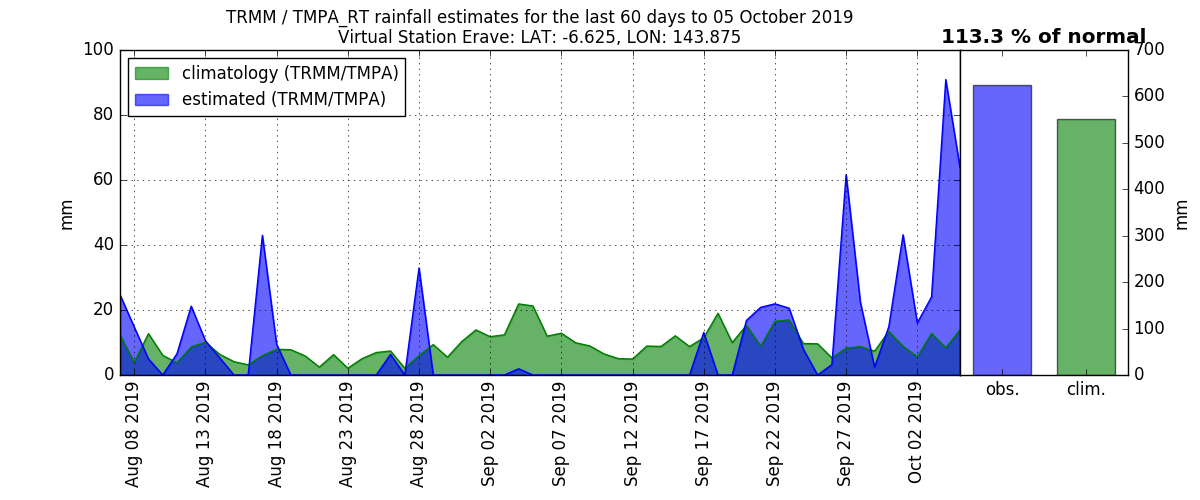 TRMM / TMPA_RT rainfall estimates for the last 60 days to 05 October 2019
Virtual Station Erave: LAT: -6.625, LON: 143.875
113.3 % of normal
climatology (TRMM/TMPA)
estimated (TRMM/TMPA)
100
80
60
40
20
0
mm
Aug 08 2019
Aug 13 2019
Aug 18 2019
Aug 23 2019
Aug 28 2019
Sep 02 2019
Sep 07 2019
Sep 12 2019
Sep 17 2019
Sep 22 2019
Sep 27 2019
Oct 02 2019
700
600
500
400
300
200
100
0
mm
obs.
clim.